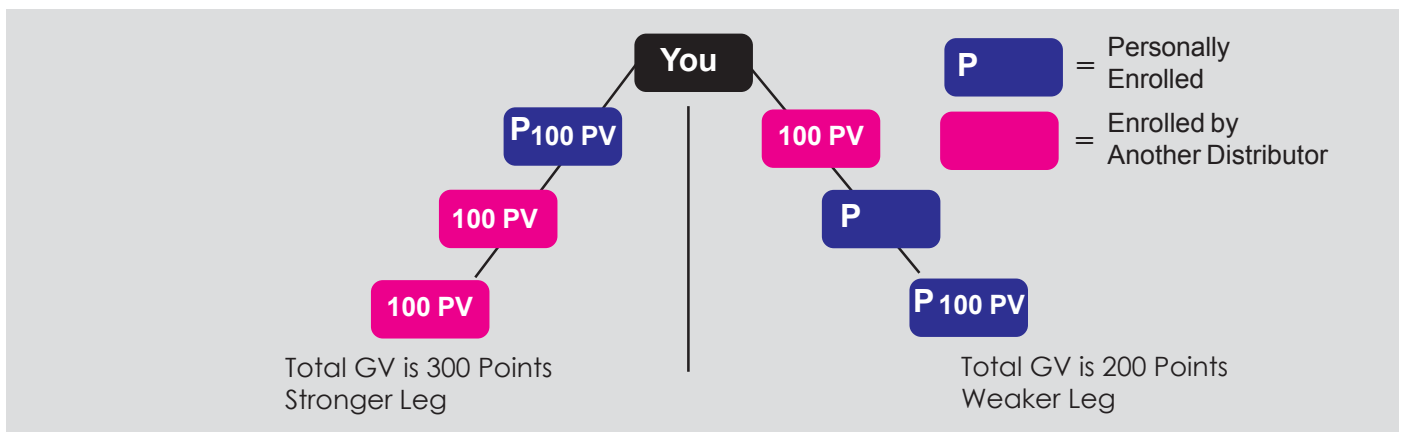 You
P = Personally
Enrolled
P100 PV
100 PV
= Enrolled by
Another Distributor
100 PV
P
100 PV
P 100 PV
Total GV is 300 Points
Stronger Leg
Total GV is 200 Points
Weaker Leg